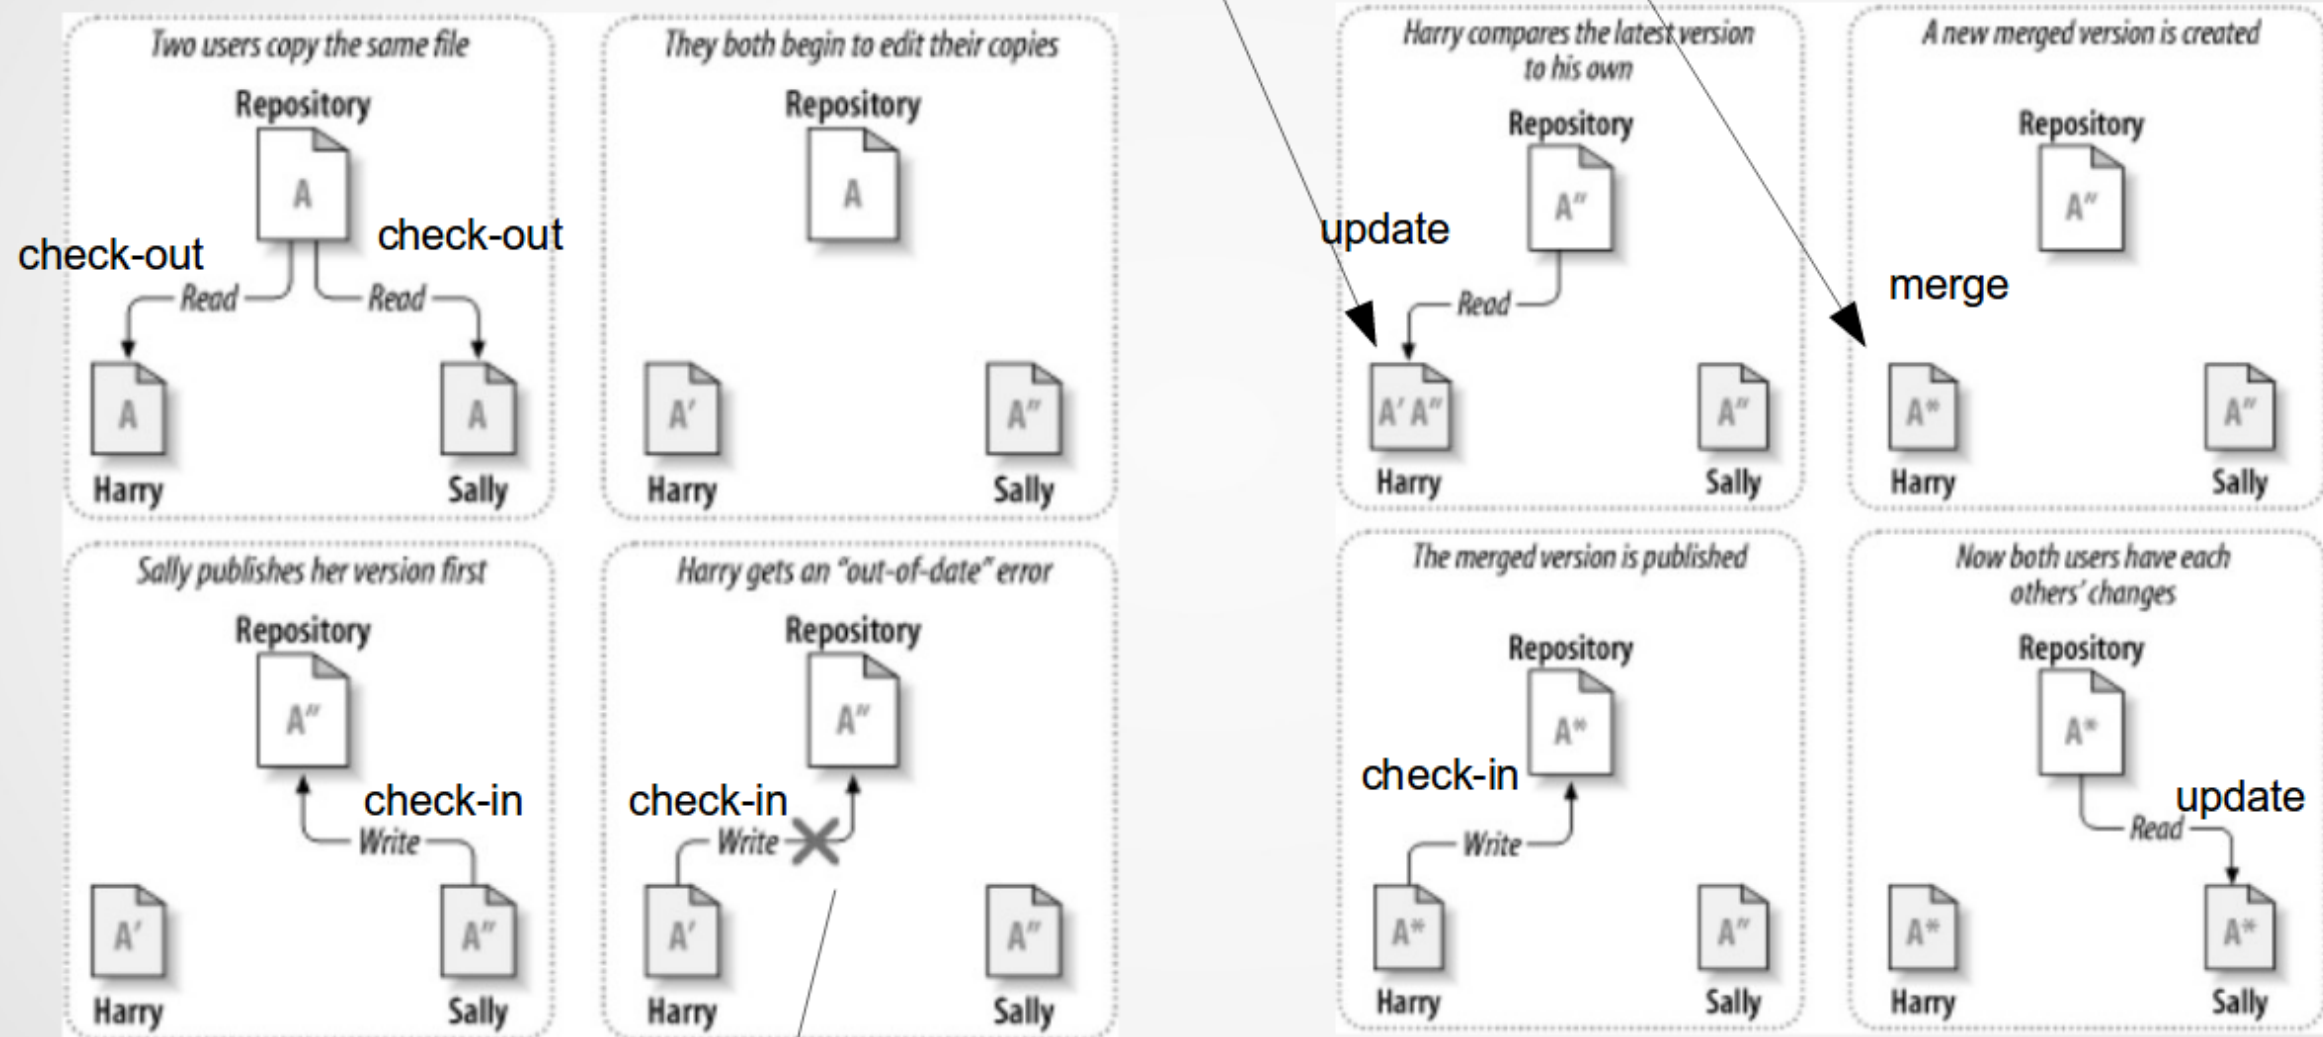 Two users copy the same file
Repository
A
check-out
check-out
Read
Read
A
A
Harry
Sally
They both begin to edit their copies
Repository
A
A′
A″
Harry
Sally
Sally publishes her version first
Repository
A″
check-in
Write
A′
A″
Harry
Sally
Harry gets an “out-of-date” error
Repository
A″
check-in
Write
A′
A″
Harry
Sally
Harry compares the latest version
to his own
Repository
A″
update
Read
A′ A″
A″
Harry
Sally
A new merged version is created
Repository
A″
merge
A*
A″
Harry
Sally
The merged version is published
Repository
A*
check-in
Write
A*
A″
Harry
Sally
Now both users have each
others’ changes
Repository
A*
update
Read
A*
A*
Harry
Sally